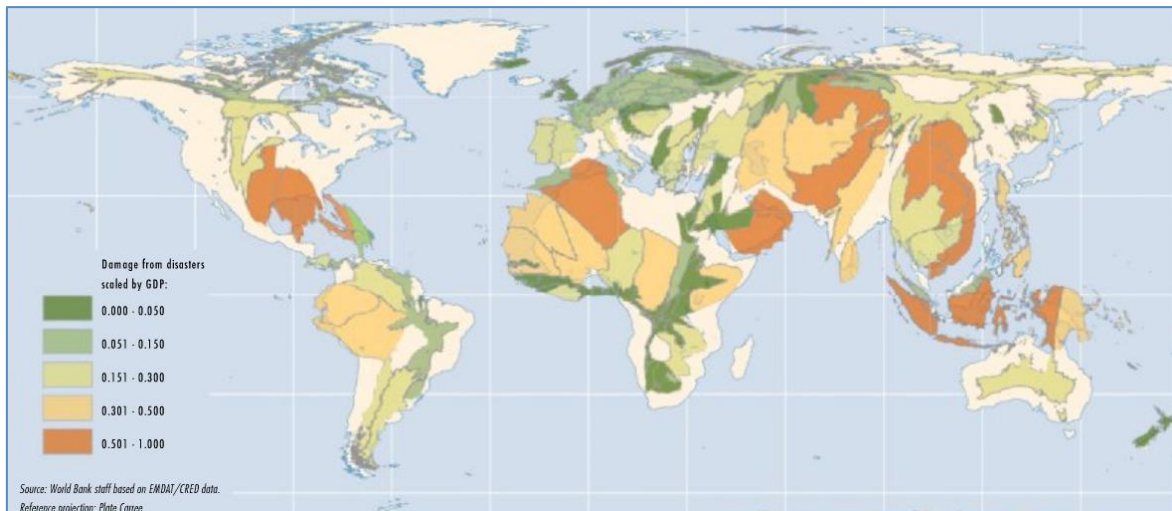 Damage from disasters
scaled by GDP:
0.000 - 0.050
0.051 - 0.150
0.151 - 0.300
0.301 - 0.500
0.501 - 1.000
Source: World Bank staff based on EMDAT/CRED data.
Reference projection: Plate Carree